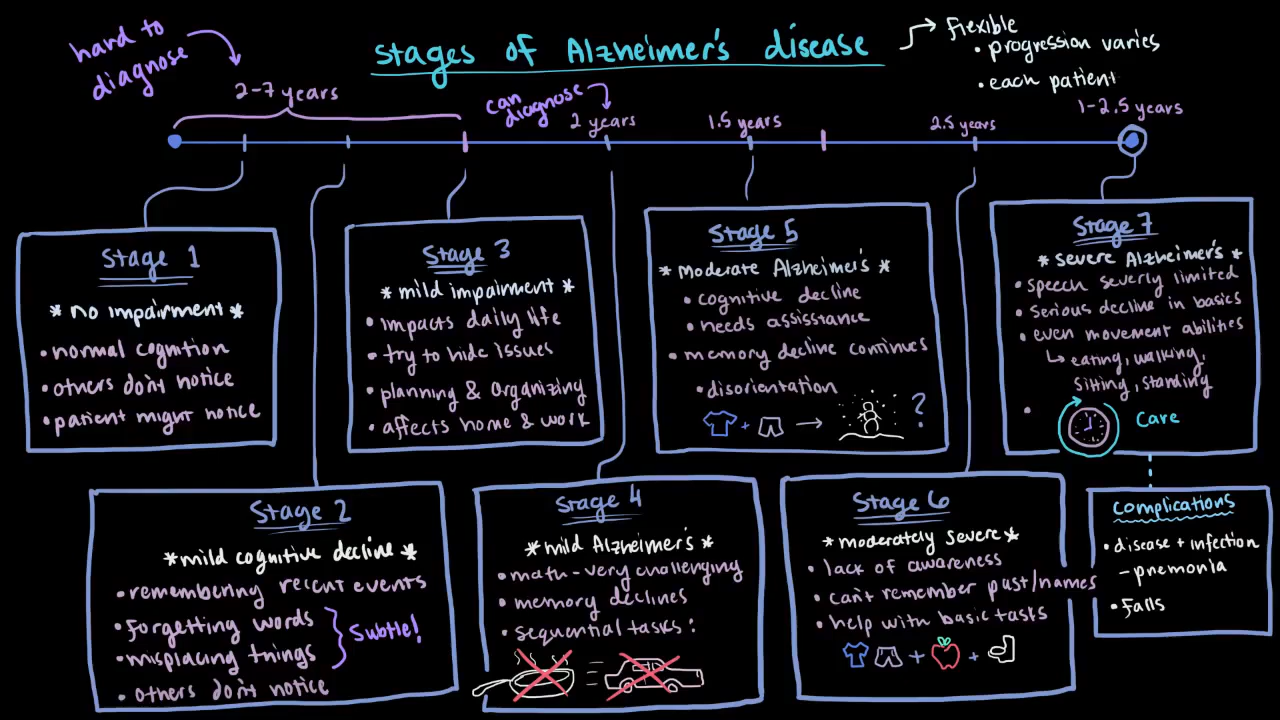 hard to
diagnose
stages of Alzheimer's disease
flexible
• progression varies
• each patient
2-7 years
can
diagnose
2 years
1.5 years
2.5 years
1-2.5 years
Stage 1
* no impairment *
• normal cognition
• others don't notice
• patient might notice
Stage 2
* mild cognitive decline *
• remembering recent events
• forgetting words
• misplacing things
Subtle!
• others don't notice
Stage 3
* mild impairment *
• impacts daily life
• try to hide issues
• planning & organizing
• affects home & work
Stage 4
* mild Alzheimer's *
• math - very challenging
• memory declines
• sequential tasks:
Stage 5
* moderate Alzheimer's *
• cognitive decline
• needs assisstance
• memory decline continues
• disorientation
+ → ?
Stage 6
* moderately severe *
• lack of awareness
• can't remember past/names
• help with basic tasks
+ +
Stage 7
* severe Alzheimer's *
• speech severly limited
• serious decline in basics
• even movement abilities
↳ eating, walking,
sitting, standing
• Care
Complications
• disease + infection
- pnemonia
• falls